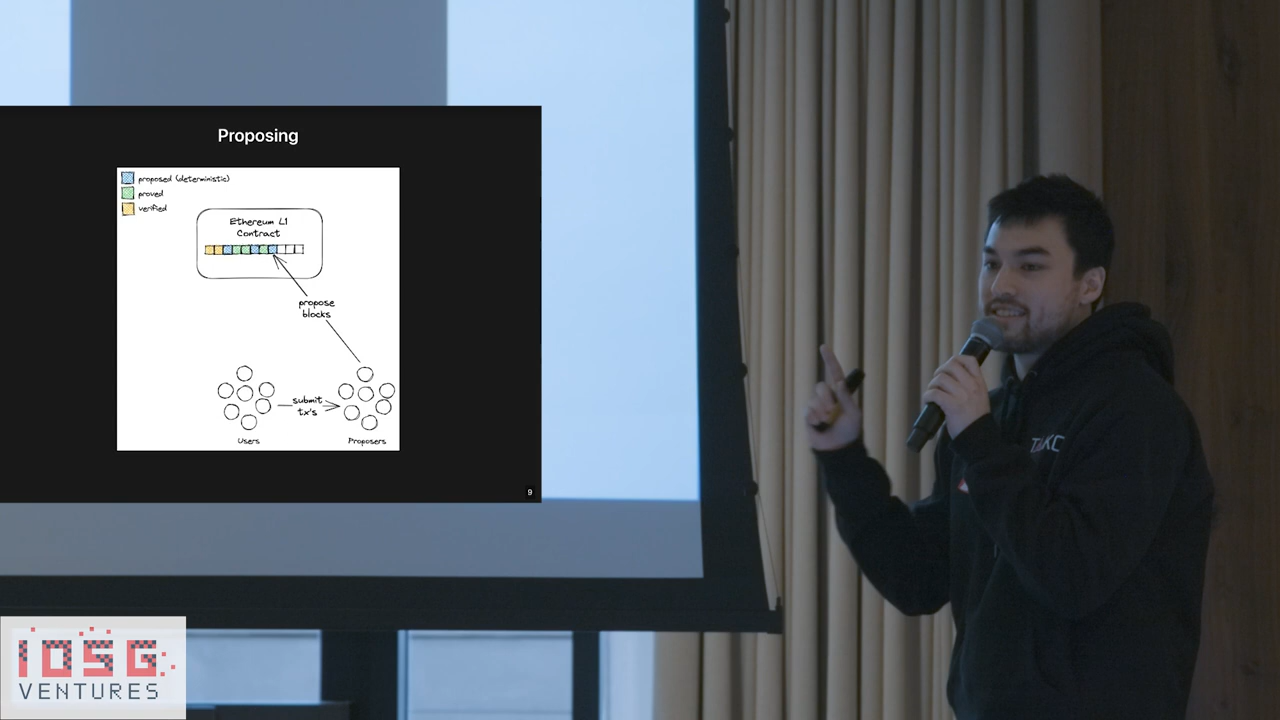 Proposing
proposed (deterministic)
proved
verified
Ethereum L1
Contract
propose
blocks
submit
tx's
Users
Proposers
9
IOSG
VENTURES